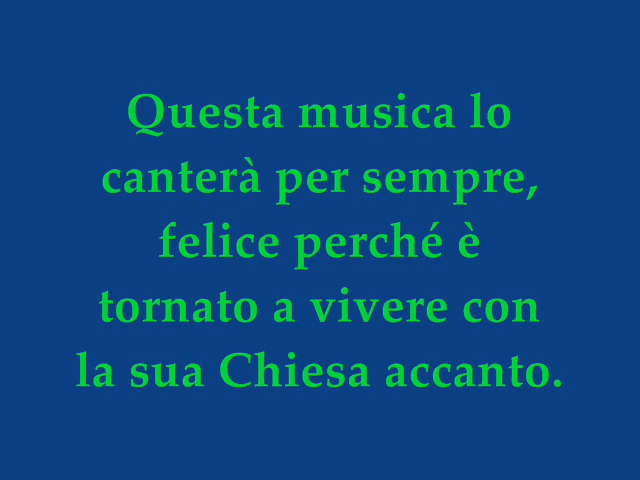 Questa musica lo
canterà per sempre,
felice perché è
tornato a vivere con
la sua Chiesa accanto.